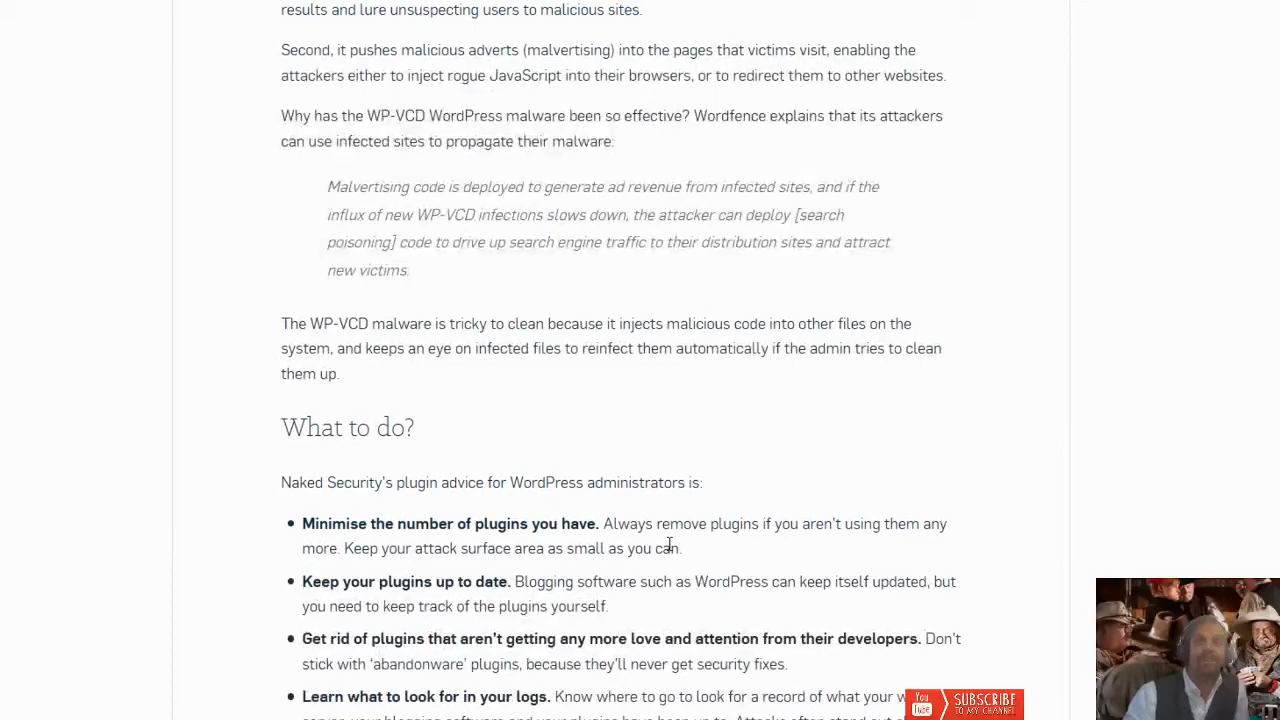 results and lure unsuspecting users to malicious sites.
Second, it pushes malicious adverts (malvertising) into the pages that victims visit, enabling the
attackers either to inject rogue JavaScript into their browsers, or to redirect them to other websites.
Why has the WP-VCD WordPress malware been so effective? Wordfence explains that its attackers
can use infected sites to propagate their malware:
Malvertising code is deployed to generate ad revenue from infected sites, and if the
influx of new WP-VCD infections slows down, the attacker can deploy [search
poisoning] code to drive up search engine traffic to their distribution sites and attract
new victims.
The WP-VCD malware is tricky to clean because it injects malicious code into other files on the
system, and keeps an eye on infected files to reinfect them automatically if the admin tries to clean
them up.
What to do?
Naked Security's plugin advice for WordPress administrators is:
• Minimise the number of plugins you have. Always remove plugins if you aren't using them any
more. Keep your attack surface area as small as you can.
• Keep your plugins up to date. Blogging software such as WordPress can keep itself updated, but
you need to keep track of the plugins yourself.
• Get rid of plugins that aren't getting any more love and attention from their developers. Don't
stick with 'abandonware' plugins, because they'll never get security fixes.
• Learn what to look for in your logs. Know where to go to look for a record of what your
You Tube SUBSCRIBE
TO MY CHANNEL